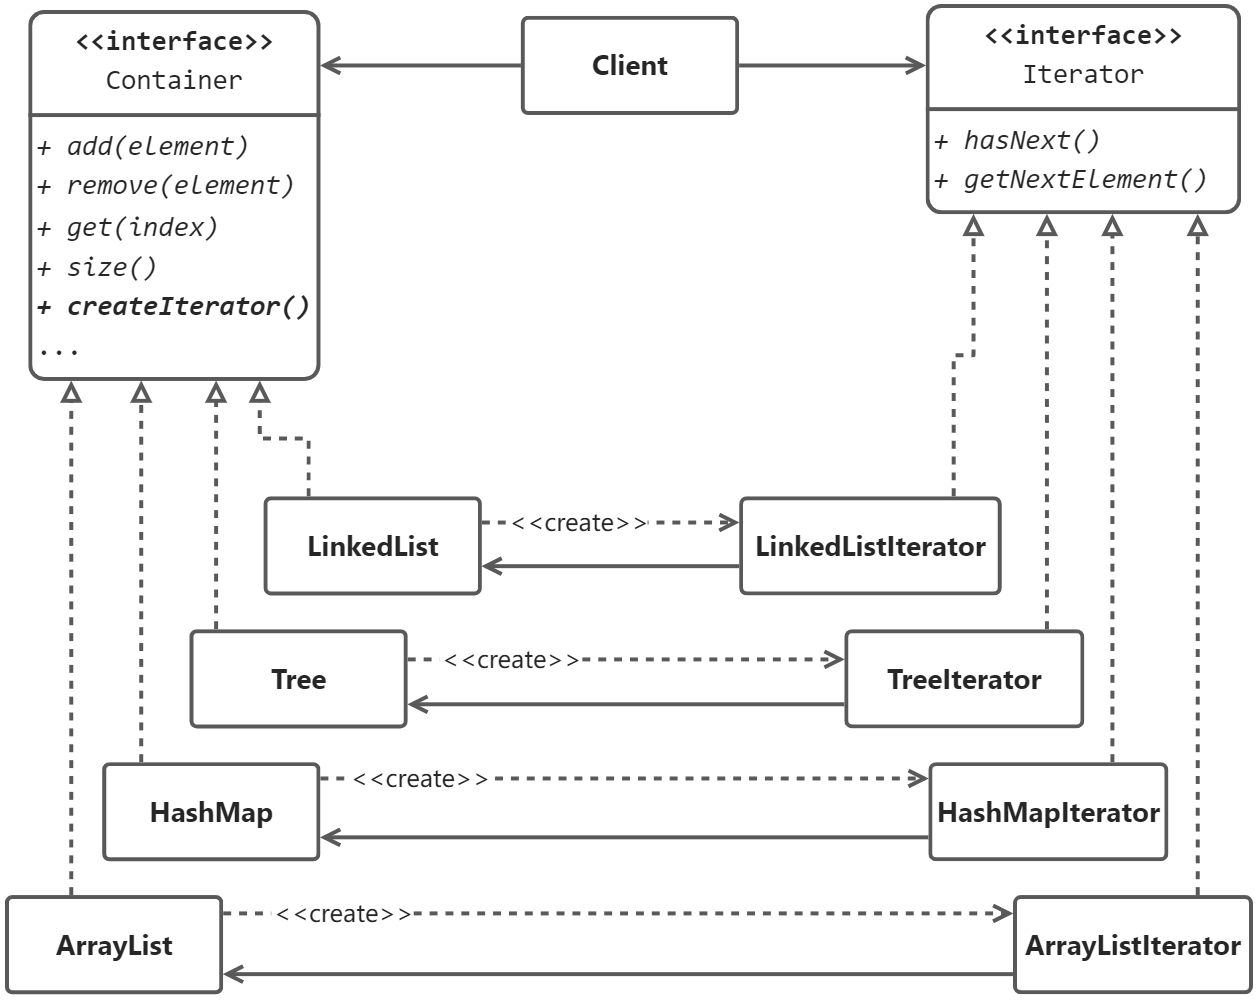 <<interface>>
Container
+ add(element)
+ remove(element)
+ get(index)
+ size()
+ createIterator()
...
Client
<<interface>>
Iterator
+ hasNext()
+ getNextElement()
LinkedList
<<create>>
LinkedListIterator
Tree
<<create>>
TreeIterator
HashMap
<<create>>
HashMapIterator
ArrayList
<<create>>
ArrayListIterator